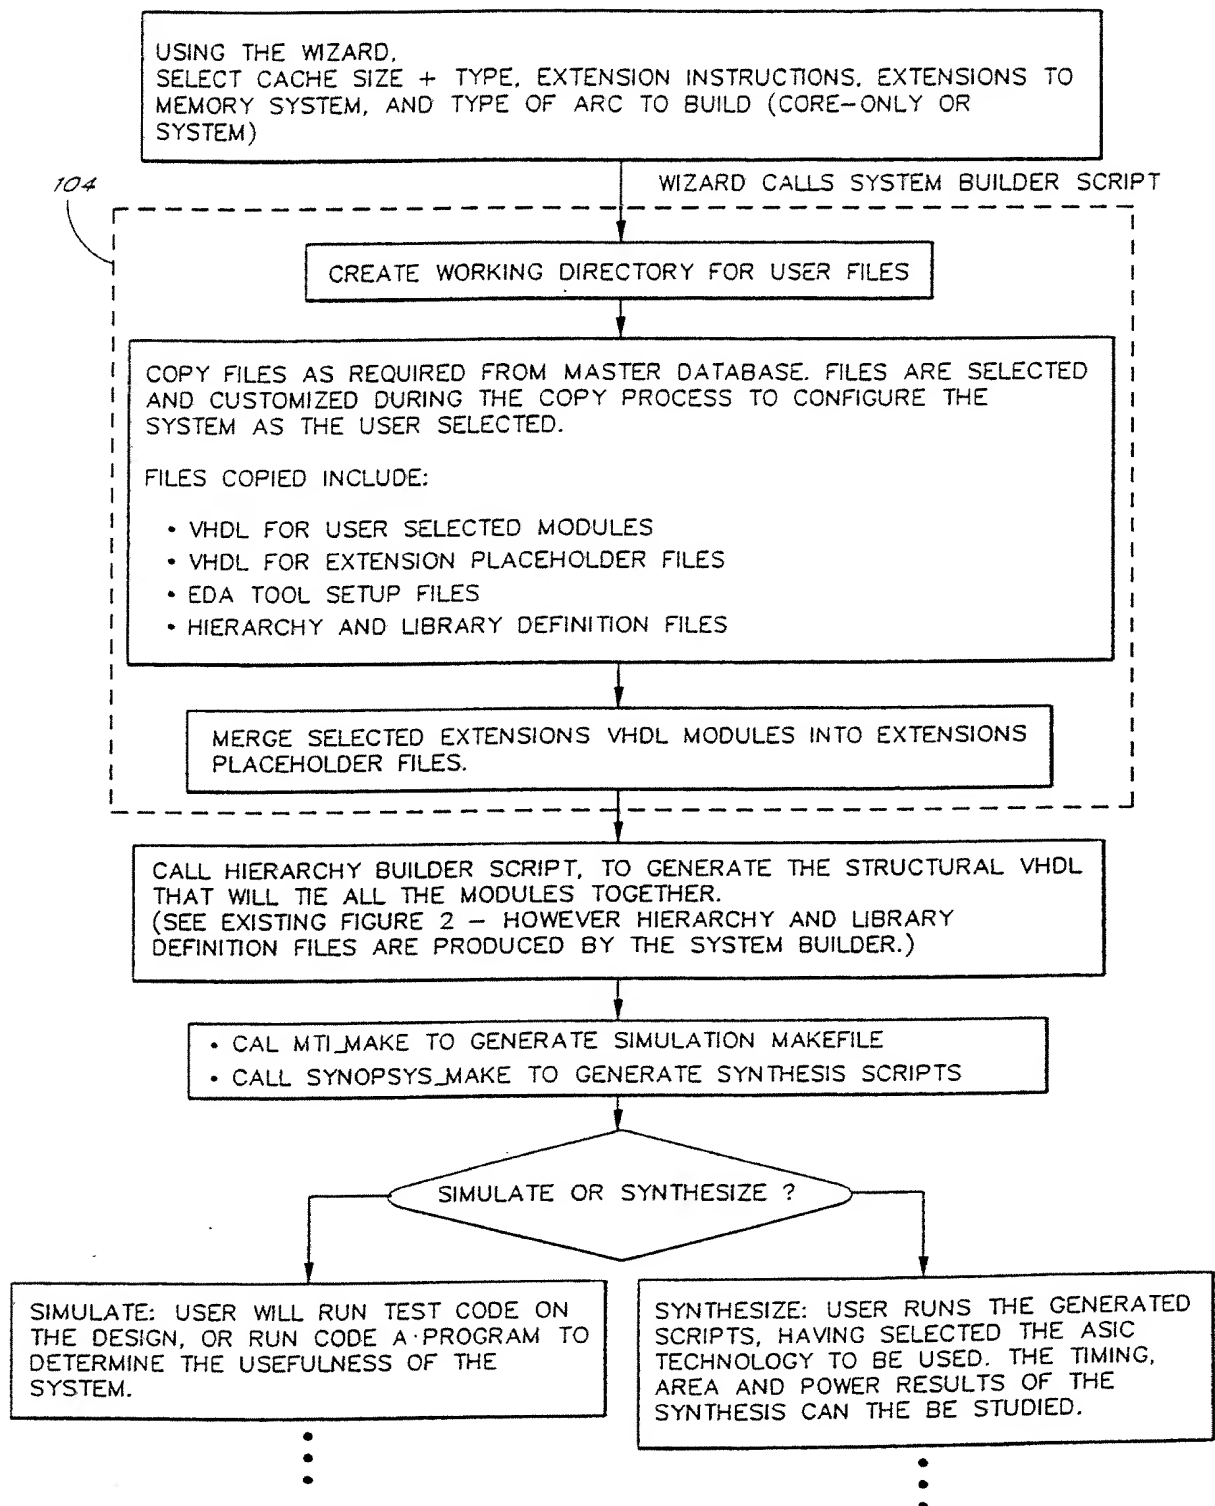 USING THE WIZARD,
SELECT CACHE SIZE + TYPE, EXTENSION INSTRUCTIONS, EXTENSIONS TO
MEMORY SYSTEM, AND TYPE OF ARC TO BUILD (CORE-ONLY OR
SYSTEM)
104
WIZARD CALLS SYSTEM BUILDER SCRIPT
CREATE WORKING DIRECTORY FOR USER FILES
COPY FILES AS REQUIRED FROM MASTER DATABASE. FILES ARE SELECTED
AND CUSTOMIZED DURING THE COPY PROCESS TO CONFIGURE THE
SYSTEM AS THE USER SELECTED.
FILES COPIED INCLUDE:
• VHDL FOR USER SELECTED MODULES
• VHDL FOR EXTENSION PLACEHOLDER FILES
• EDA TOOL SETUP FILES
• HIERARCHY AND LIBRARY DEFINITION FILES
MERGE SELECTED EXTENSIONS VHDL MODULES INTO EXTENSIONS
PLACEHOLDER FILES.
CALL HIERARCHY BUILDER SCRIPT, TO GENERATE THE STRUCTURAL VHDL
THAT WILL TIE ALL THE MODULES TOGETHER.
(SEE EXISTING FIGURE 2 – HOWEVER HIERARCHY AND LIBRARY
DEFINITION FILES ARE PRODUCED BY THE SYSTEM BUILDER.)
• CAL MTI_MAKE TO GENERATE SIMULATION MAKEFILE
• CALL SYNOPSYS_MAKE TO GENERATE SYNTHESIS SCRIPTS
SIMULATE OR SYNTHESIZE ?
SIMULATE: USER WILL RUN TEST CODE ON
THE DESIGN, OR RUN CODE A PROGRAM TO
DETERMINE THE USEFULNESS OF THE
SYSTEM.
SYNTHESIZE: USER RUNS THE GENERATED
SCRIPTS, HAVING SELECTED THE ASIC
TECHNOLOGY TO BE USED. THE TIMING,
AREA AND POWER RESULTS OF THE
SYNTHESIS CAN THE BE STUDIED.